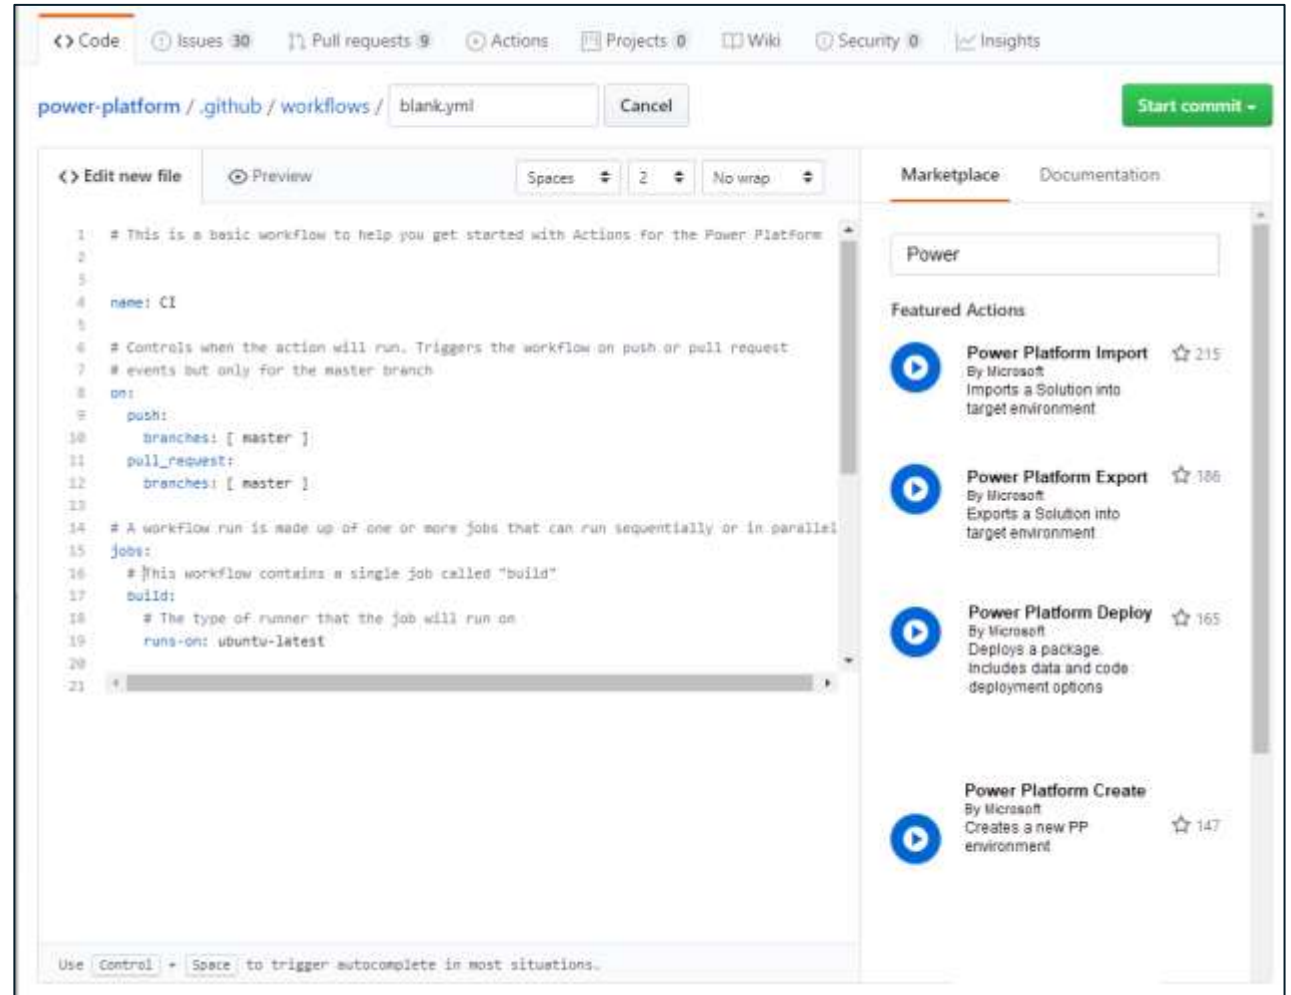 Code Issues 30 Pull requests 9 Actions Projects 0 Wiki Security 0 Insights
power-platform / .github / workflows / blank.yml Cancel Start commit
Edit new file Preview Spaces 2 No wrap
Marketplace Documentation
1 # This is a basic workflow to help you get started with Actions for the Power Platform
2
3
4 name: CI
5
6 # Controls when the action will run. Triggers the workflow on push or pull request
7 # events but only for the master branch
8 on:
9 push:
10 branches: [ master ]
11 pull_request:
12 branches: [ master ]
13
14 # A workflow run is made up of one or more jobs that can run sequentially or in parallel
15 jobs:
16 # This workflow contains a single job called "build"
17 build:
18 # The type of runner that the job will run on
19 runs-on: ubuntu-latest
20
21
Use Control + Space to trigger autocomplete in most situations.
Power
Featured Actions
Power Platform Import 215
By Microsoft
Imports a Solution into
target environment
Power Platform Export 186
By Microsoft
Exports a Solution into
target environment
Power Platform Deploy 165
By Microsoft
Deploys a package.
Includes data and code
deployment options
Power Platform Create
By Microsoft
Creates a new PP 147
environment